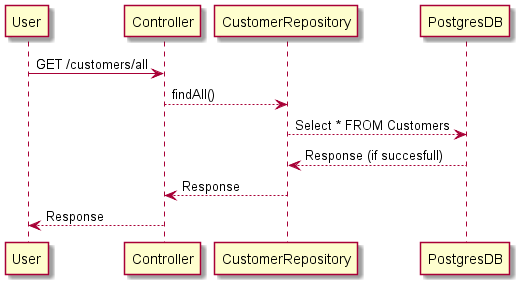 User Controller CustomerRepository PostgresDB
GET /customers/all
findAll()
Select * FROM Customers
Response (if succesfull)
Response
Response
User Controller CustomerRepository PostgresDB